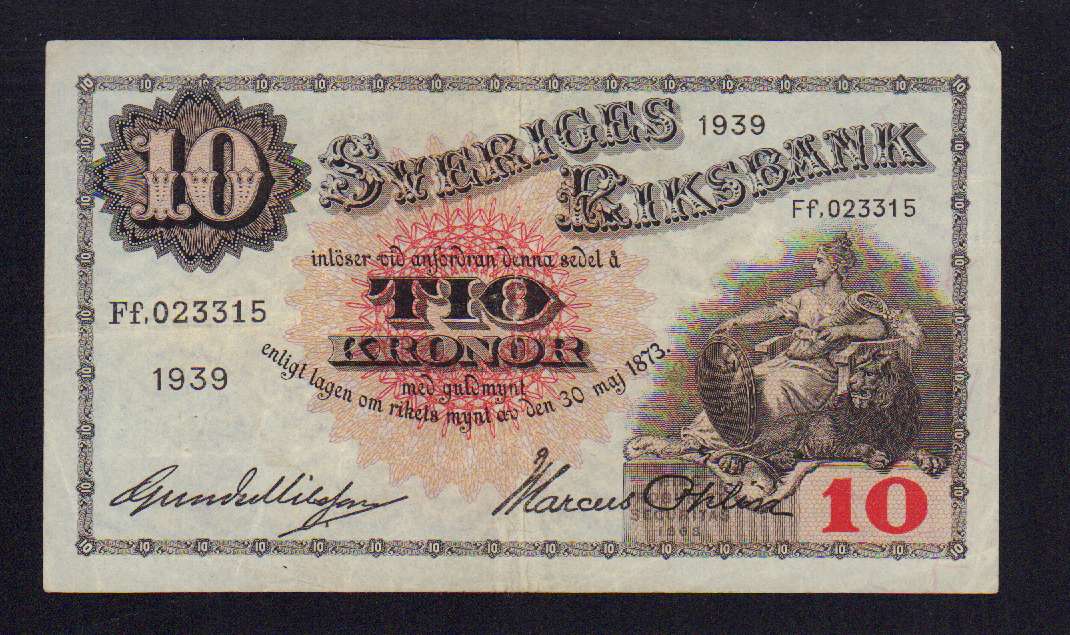 10
SVERIGES
RIKSBANK
1939
Ff,023315
inlöser vid anfordran denna sedel å
TIO
KRONOR
med guldmynt
enligt lagen om rikets mynt av den 30 maj 1873.
Ff,023315
1939
Marcus
10